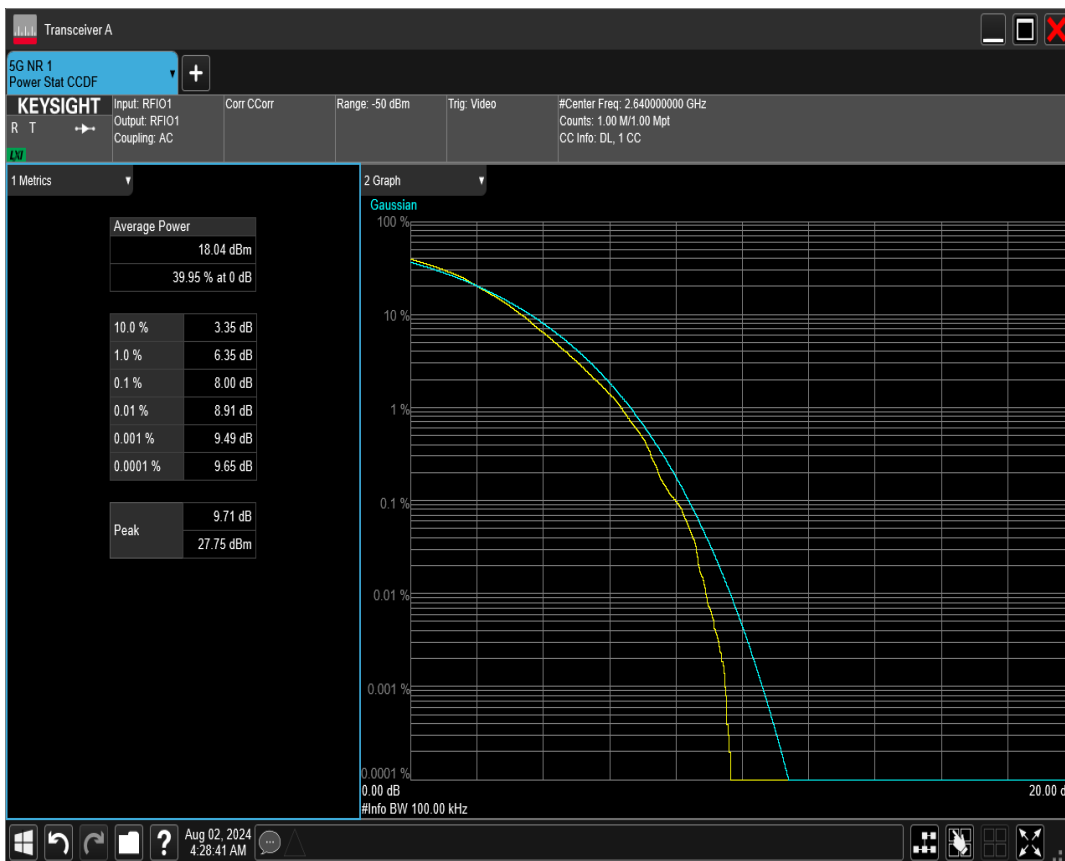 Transceiver A
5G NR 1
Power Stat CCDF
+
KEYSIGHT
R T
LXI
Input: RFIO1
Output: RFIO1
Coupling: AC
Corr CCorr
Range: -50 dBm
Trig: Video
#Center Freq: 2.640000000 GHz
Counts: 1.00 M/1.00 Mpt
CC Info: DL, 1 CC
1 Metrics
Average Power
18.04 dBm
39.95 % at 0 dB
10.0 % 3.35 dB
1.0 % 6.35 dB
0.1 % 8.00 dB
0.01 % 8.91 dB
0.001 % 9.49 dB
0.0001 % 9.65 dB
Peak
9.71 dB
27.75 dBm
2 Graph
Gaussian
100 %
10 %
1 %
0.1 %
0.01 %
0.001 %
0.0001 %
0.00 dB
20.00 d
#Info BW 100.00 kHz
?
Aug 02, 2024
4:28:41 AM